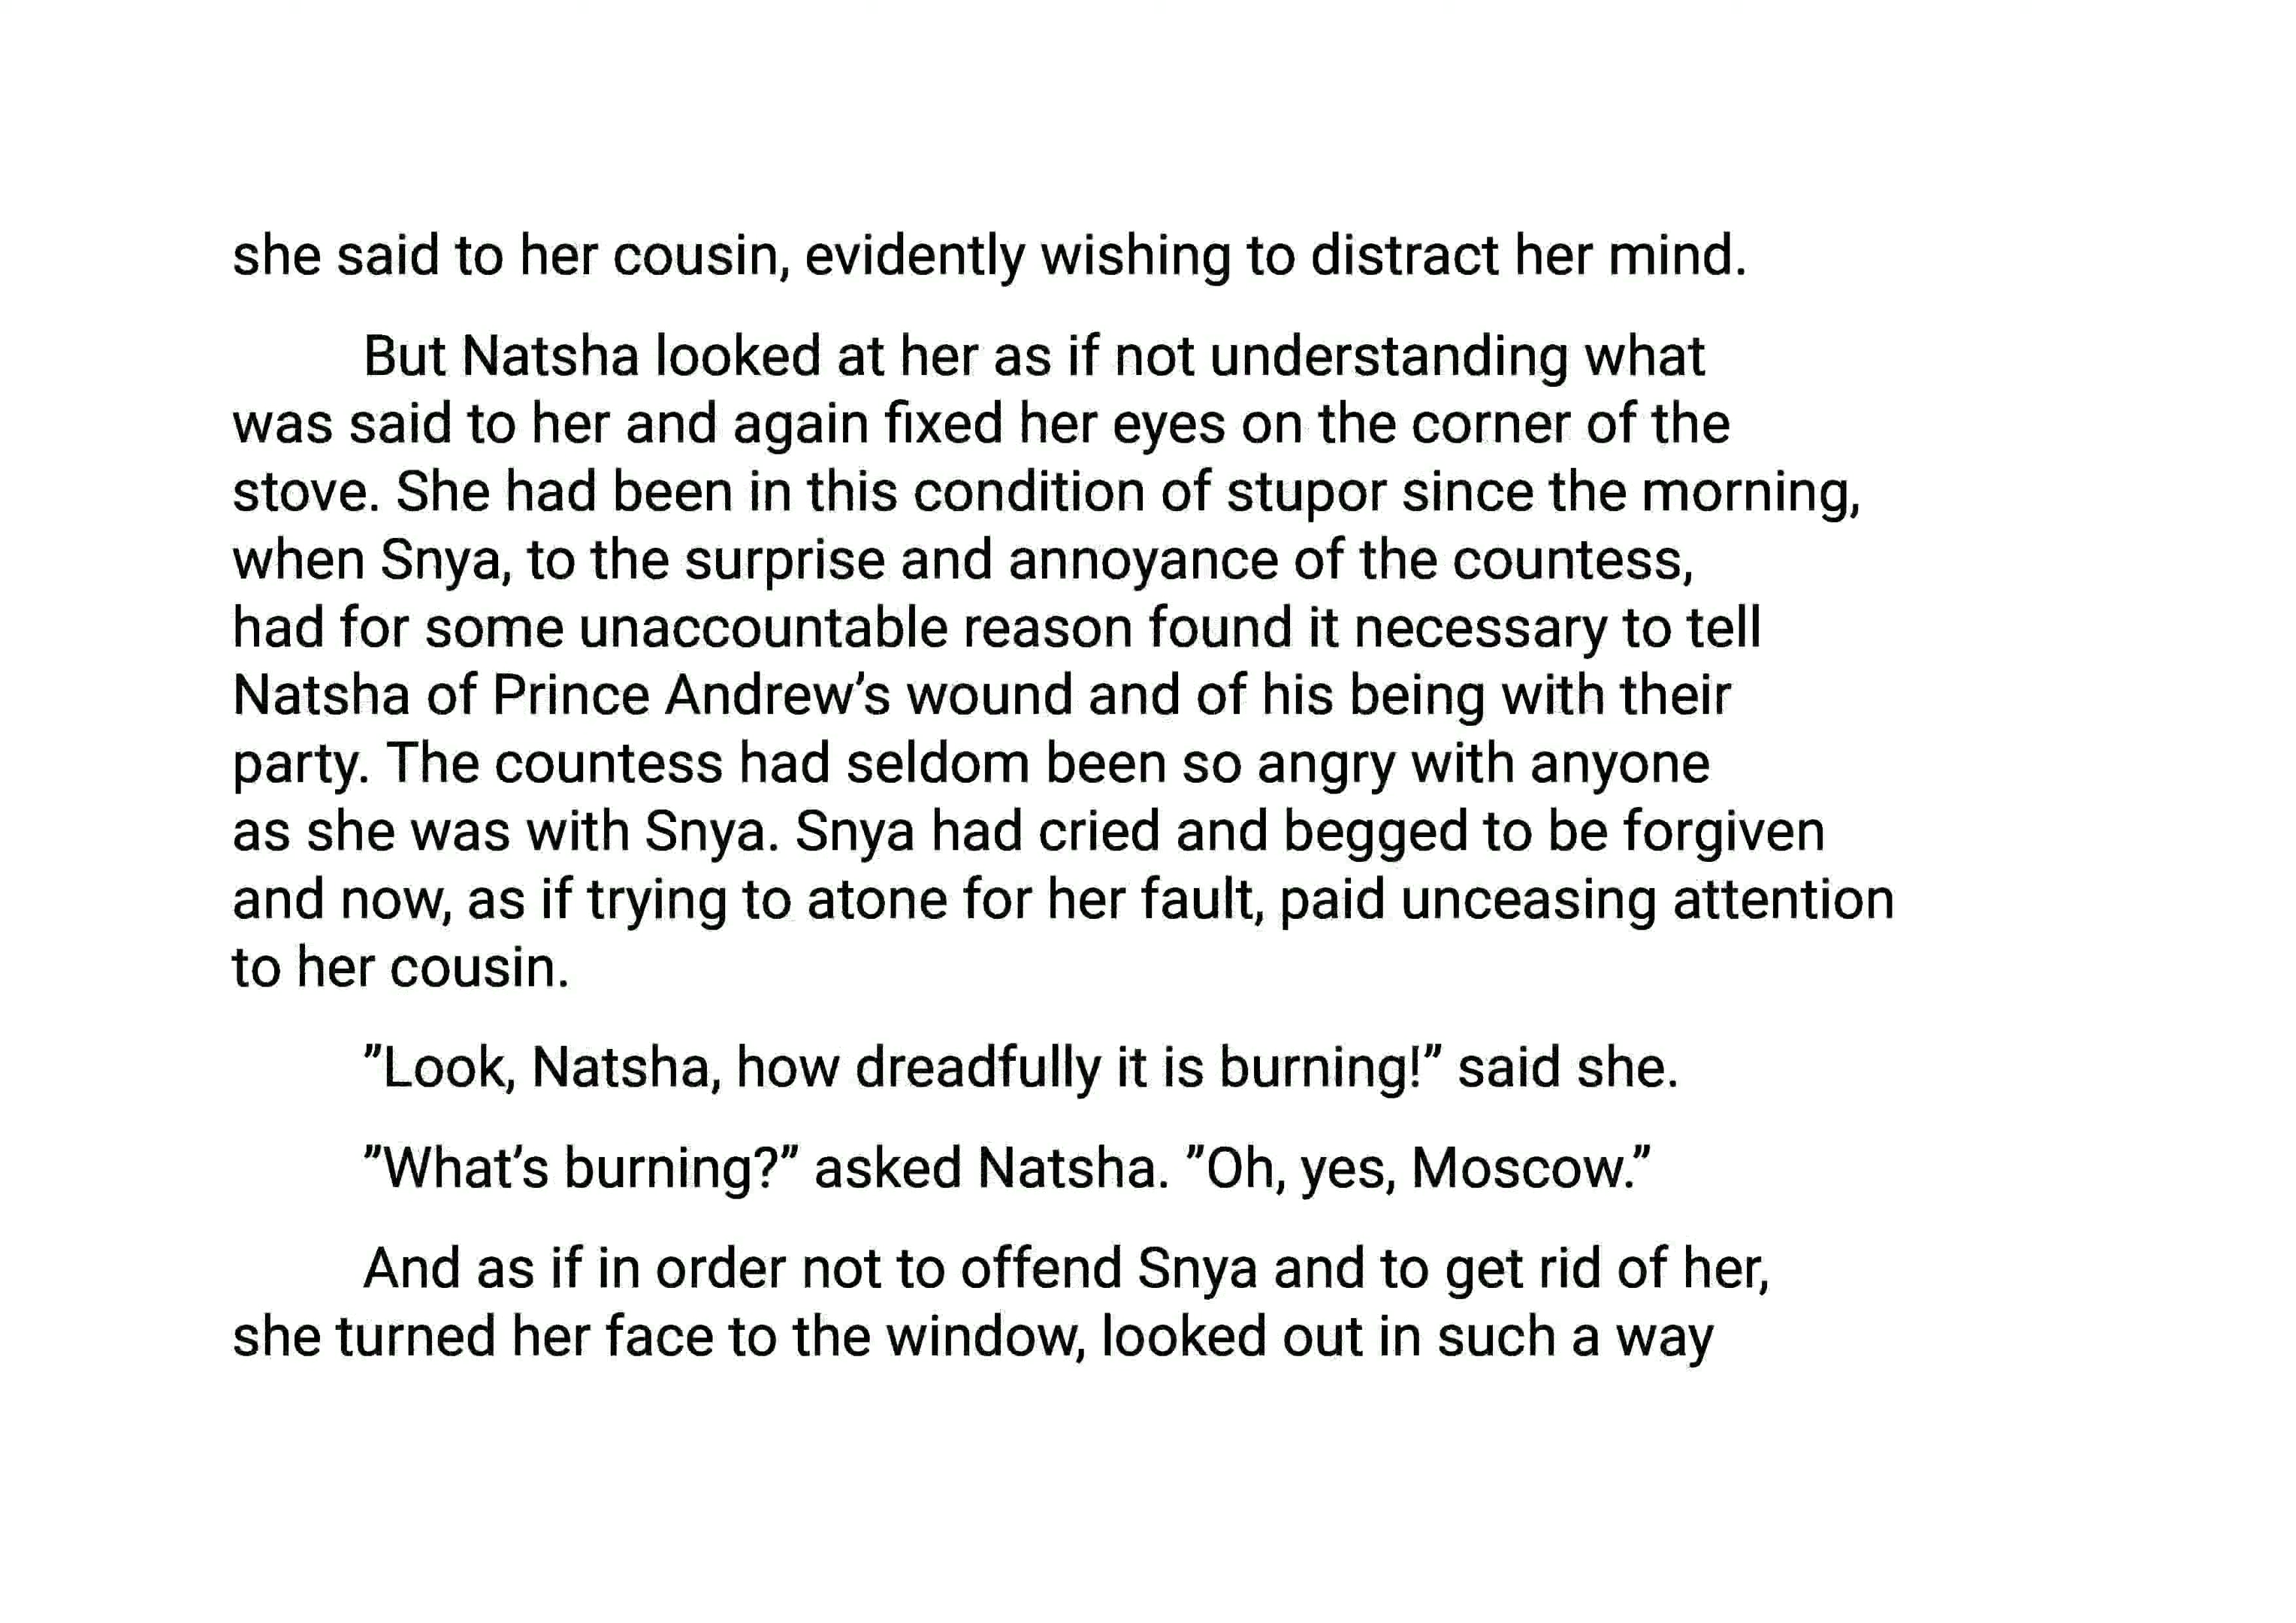 she said to her cousin, evidently wishing to distract her mind.
But Natsha looked at her as if not understanding what
was said to her and again fixed her eyes on the corner of the
stove. She had been in this condition of stupor since the morning,
when Snya, to the surprise and annoyance of the countess,
had for some unaccountable reason found it necessary to tell
Natsha of Prince Andrew’s wound and of his being with their
party. The countess had seldom been so angry with anyone
as she was with Snya. Snya had cried and begged to be forgiven
and now, as if trying to atone for her fault, paid unceasing attention
to her cousin.
”Look, Natsha, how dreadfully it is burning!” said she.
”What’s burning?” asked Natsha. ”Oh, yes, Moscow.”
And as if in order not to offend Snya and to get rid of her,
she turned her face to the window, looked out in such a way